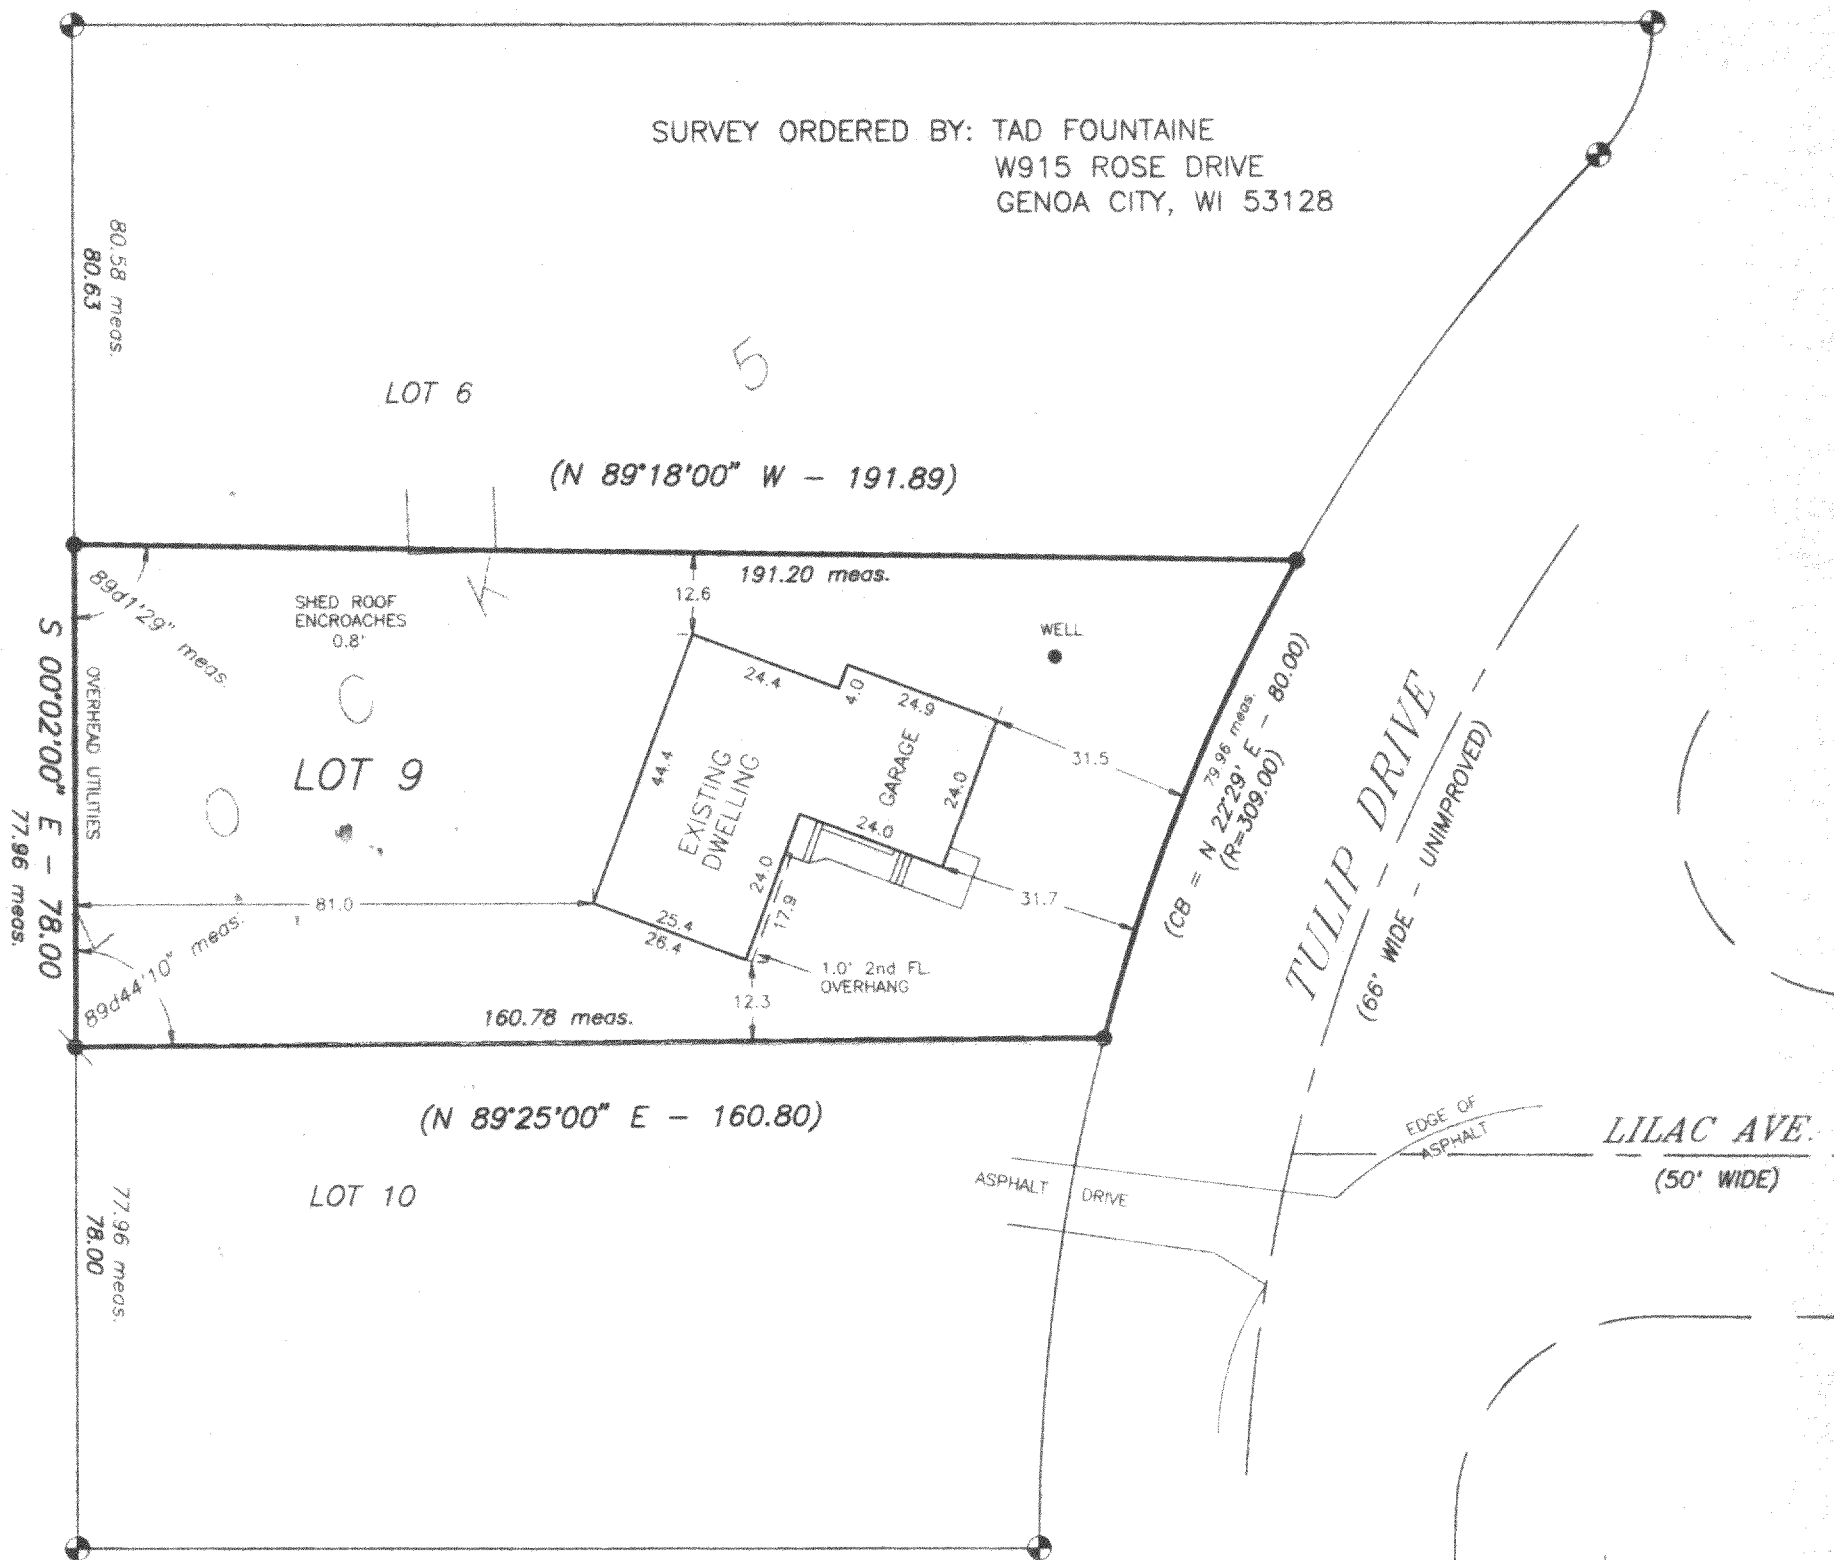 SURVEY ORDERED BY: TAD FOUNTAINE
W915 ROSE DRIVE
GENOA CITY, WI 53128
80.58 meas.
80.63
5
LOT 6
(N 89°18'00" W - 191.89)
191.20 meas.
12.6
89d1'29" meas.
SHED ROOF
ENCROACHES
0.8'
WELL
24.4
4.0
24.9
GARAGE
31.5
79.96 meas.
(CB = N 22°29' E - 80.00)
(R=309.00)
S 00°02'00" E - 78.00
77.96 meas.
OVERHEAD UTILITIES
LOT 9
44.4
EXISTING
DWELLING
24.0
24.0
24.0
17.9
31.7
81.0
25.4
26.4
1.0' 2nd FL.
OVERHANG
12.3
89d44'10" meas.
160.78 meas.
TULIP DRIVE
(66' WIDE - UNIMPROVED)
(N 89°25'00" E - 160.80)
EDGE OF
ASPHALT
LILAC AVE.
(50' WIDE)
ASPHALT DRIVE
LOT 10
77.96 meas.
78.00